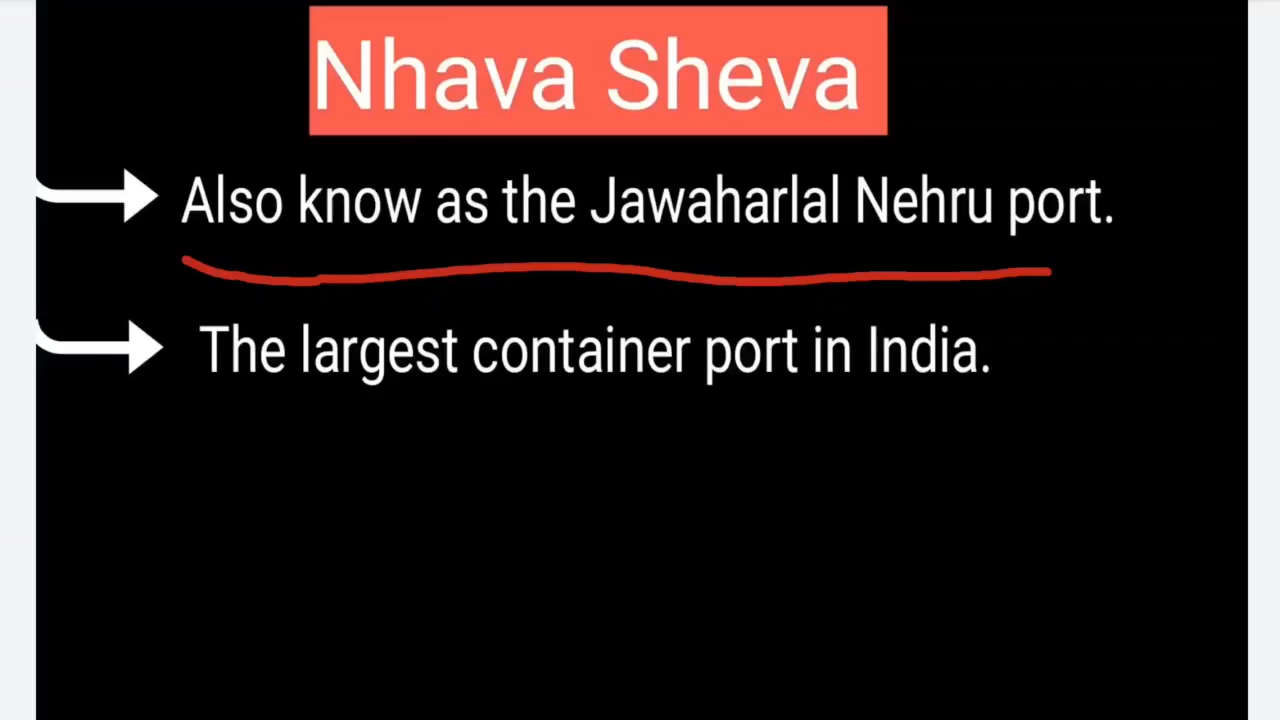 Nhava Sheva
Also know as the Jawaharlal Nehru port.
The largest container port in India.